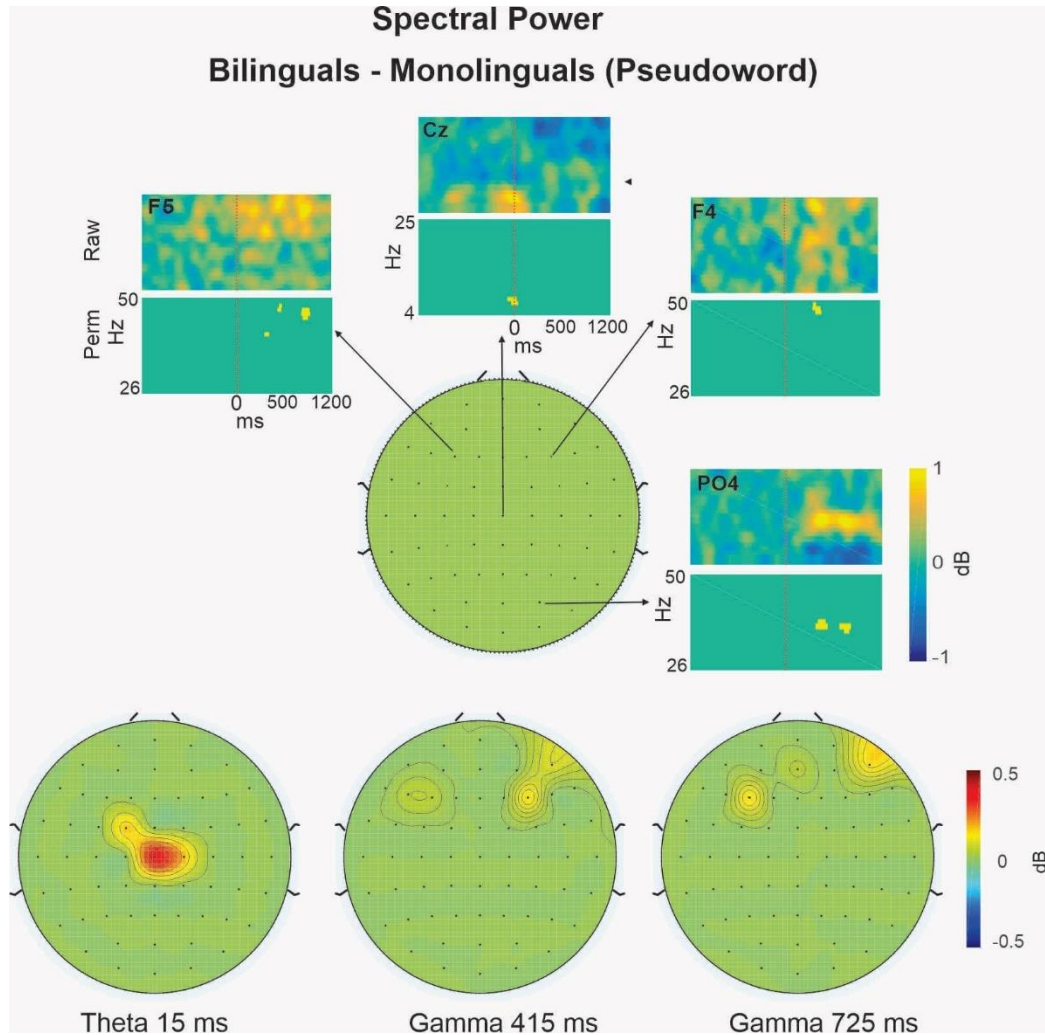 Spectral Power
Bilinguals - Monolinguals (Pseudoword)
Cz
25
Hz
4
0 500 1200
ms
F5
Raw
Perm
50
Hz
26
0 500 1200
ms
F4
50
Hz
26
PO4
50
Hz
26
1
0
-1
dB
0.5
0
-0.5
dB
Theta 15 ms
Gamma 415 ms
Gamma 725 ms